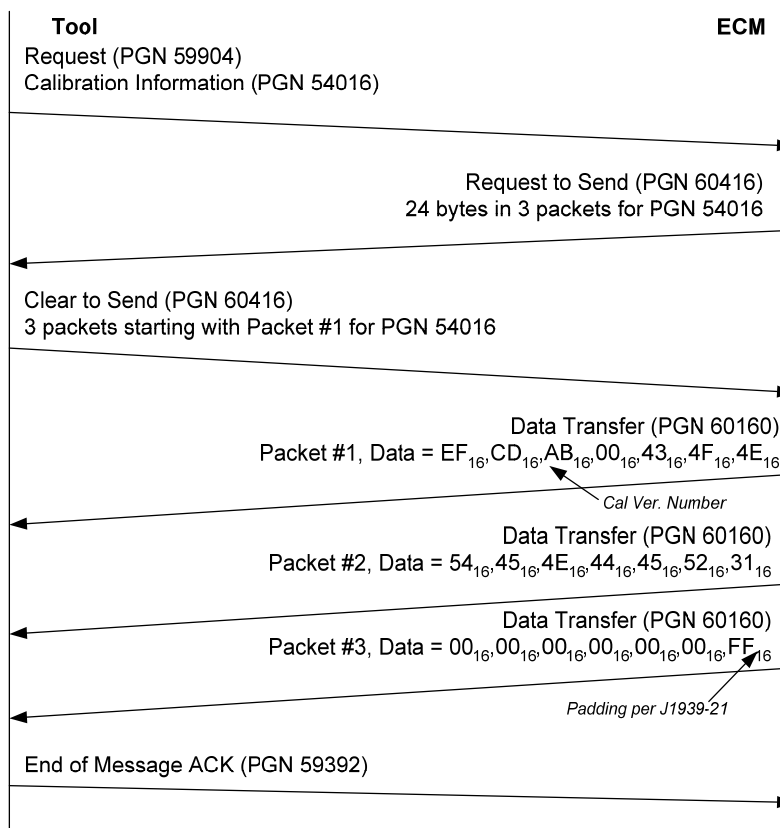 Tool ECM
Request (PGN 59904)
Calibration Information (PGN 54016)
Request to Send (PGN 60416)
24 bytes in 3 packets for PGN 54016
Clear to Send (PGN 60416)
3 packets starting with Packet #1 for PGN 54016
Data Transfer (PGN 60160)
Packet #1, Data = EF₁₆,CD₁₆,AB₁₆,00₁₆,43₁₆,4F₁₆,4E₁₆
Cal Ver. Number
Data Transfer (PGN 60160)
Packet #2, Data = 54₁₆,45₁₆,4E₁₆,44₁₆,45₁₆,52₁₆,31₁₆
Data Transfer (PGN 60160)
Packet #3, Data = 00₁₆,00₁₆,00₁₆,00₁₆,00₁₆,00₁₆,FF₁₆
Padding per J1939-21
End of Message ACK (PGN 59392)